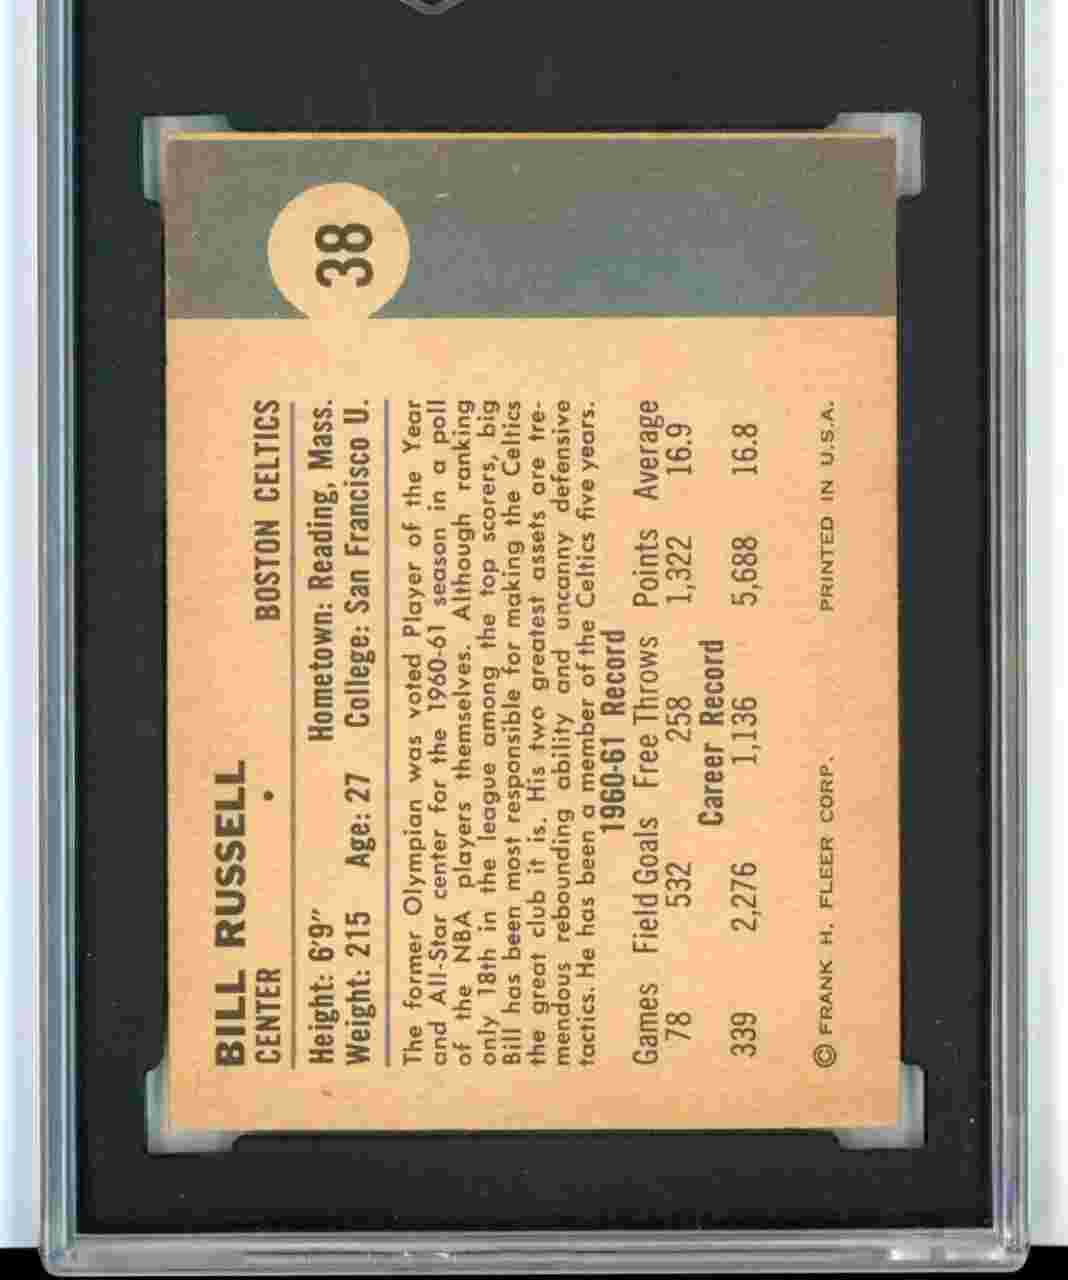 38
BILL RUSSELL
CENTER • BOSTON CELTICS
Height: 6'9" Hometown: Reading, Mass.
Weight: 215 Age: 27 College: San Francisco U.
The former Olympian was voted Player of the Year
and All-Star center for the 1960-61 season in a poll
of the NBA players themselves. Although ranking
only 18th in the league among the top scorers, big
Bill has been most responsible for making the Celtics
the great club it is. His two greatest assets are tre-
mendous rebounding ability and uncanny defensive
tactics. He has been a member of the Celtics five years.
1960-61 Record
Games Field Goals Free Throws Points Average
78 532 258 1,322 16.9
Career Record
339 2,276 1,136 5,688 16.8
© FRANK H. FLEER CORP. PRINTED IN U.S.A.